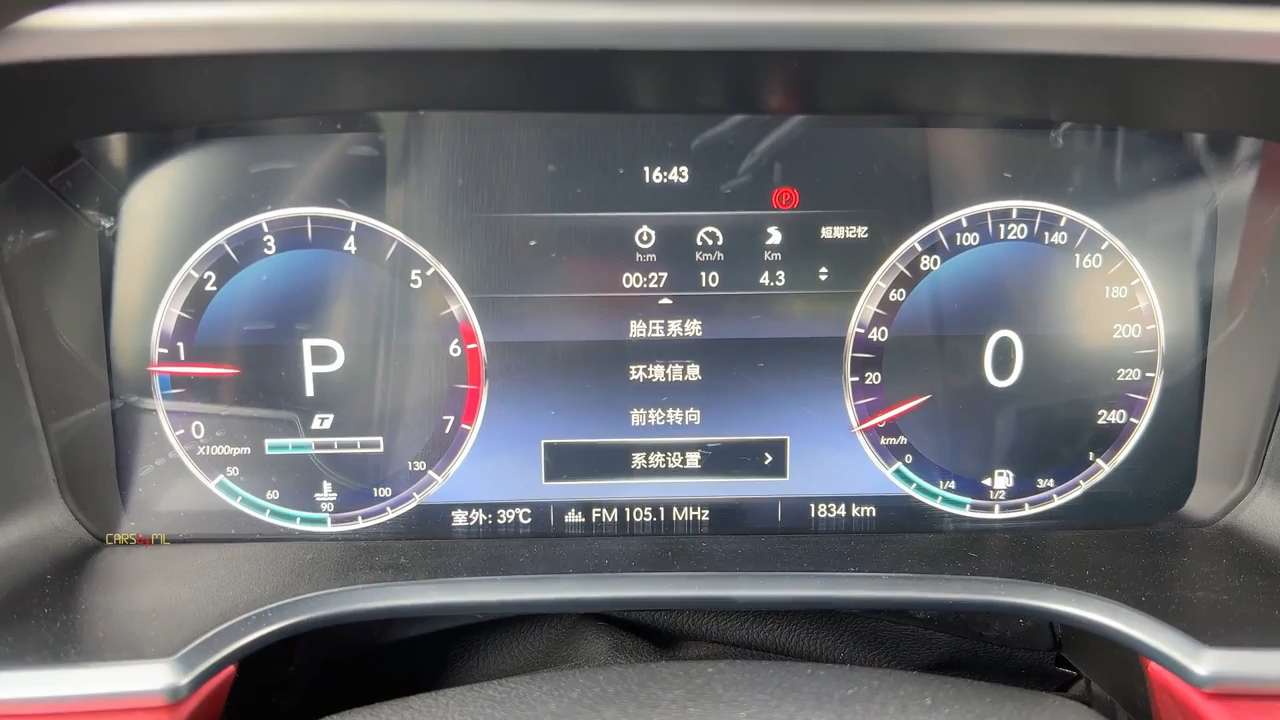 16:43
P
h:m
Km/h
Km
短期记忆
00:27
10
4.3
胎压系统
环境信息
前轮转向
系统设置
室外: 39℃
FM 105.1 MHz
1834 km
0
1
2
3
4
5
6
7
P
T
X1000rpm
50
60
90
100
130
0
20
40
60
80
100
120
140
160
180
200
220
240
0
km/h
0
1/4
1/2
3/4
1
CARSbyML